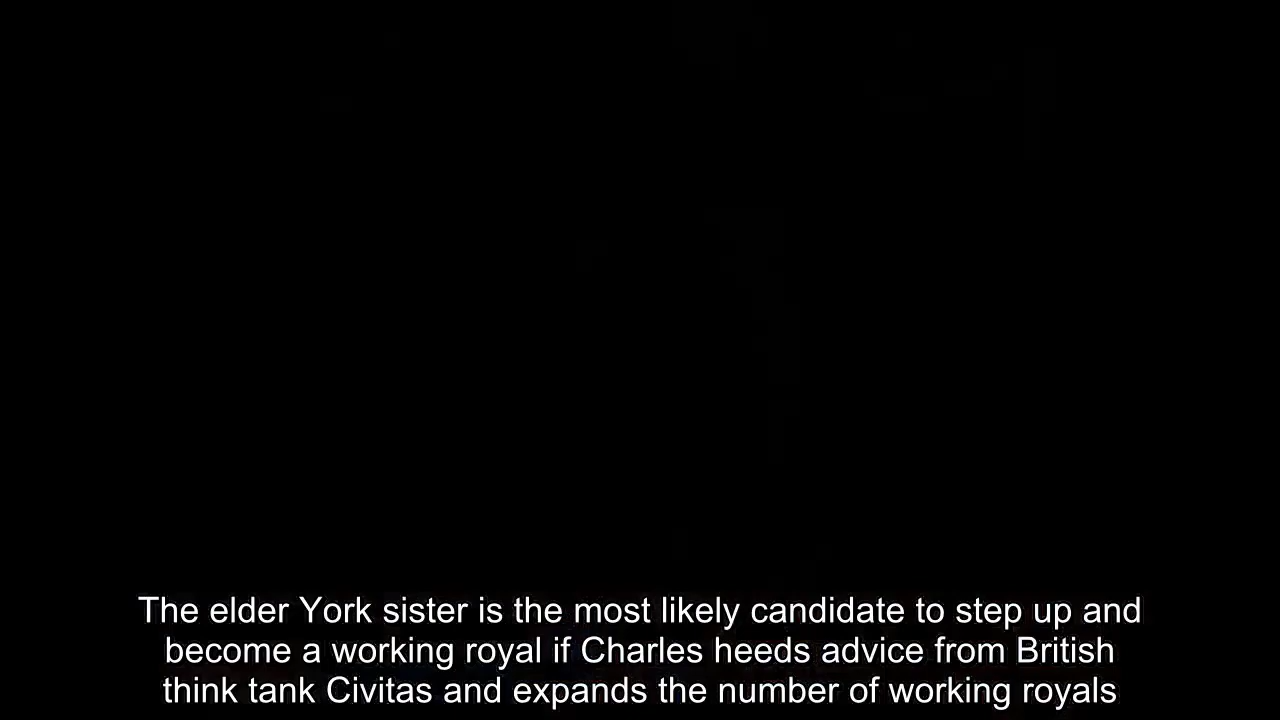 The elder York sister is the most likely candidate to step up and
become a working royal if Charles heeds advice from British
think tank Civitas and expands the number of working royals